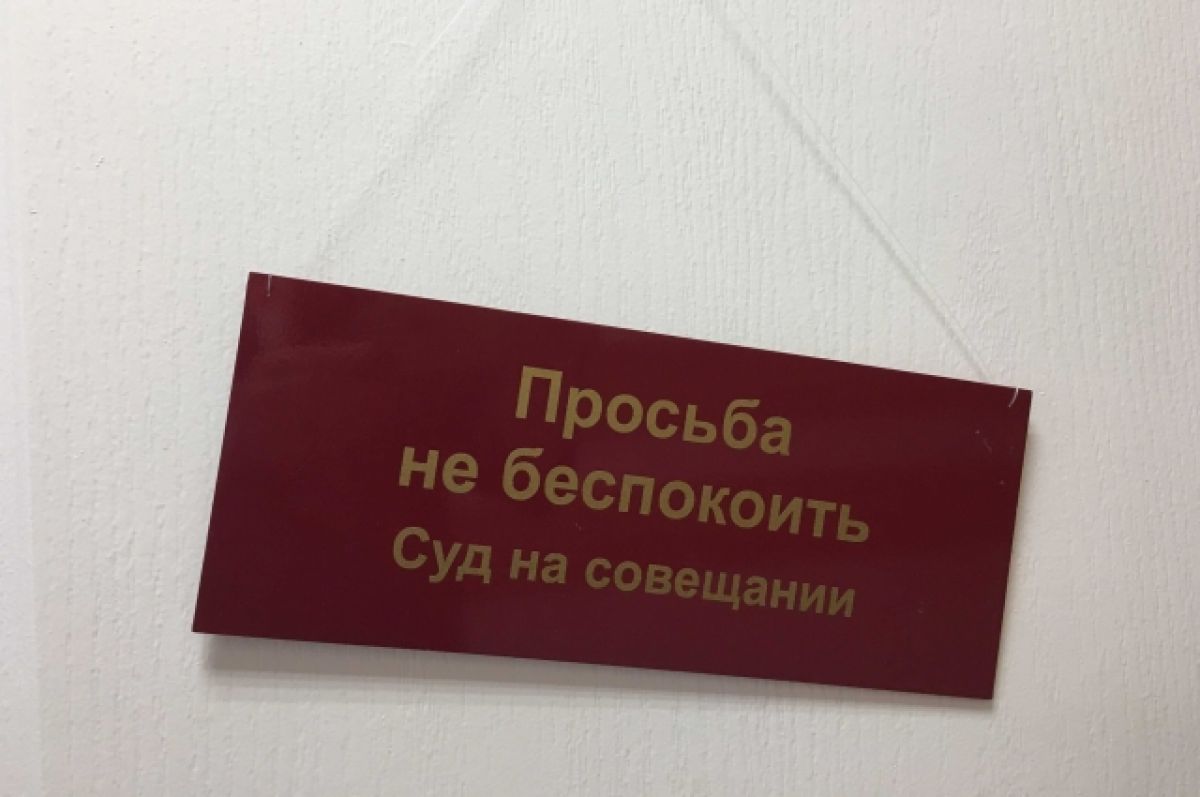 Просьба
не беспокоить
Суд на совещании